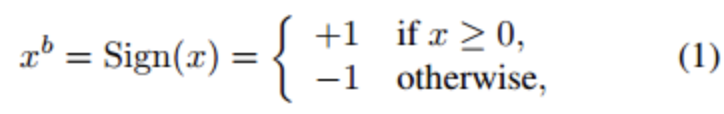 x^b = Sign(x) = { +1 if x ≥ 0,
−1 otherwise, (1)